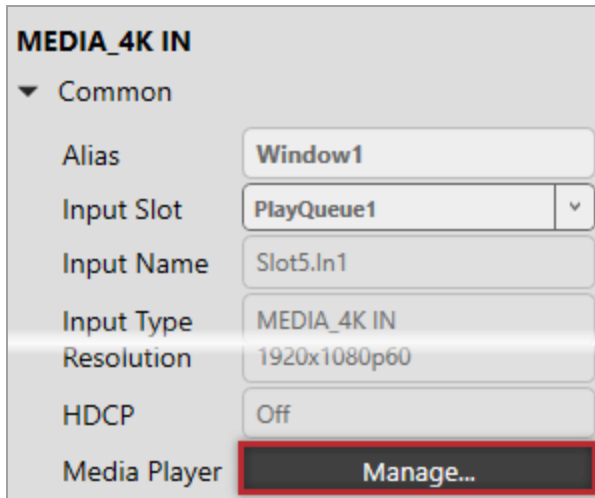 MEDIA_4K IN
Common
Alias Window1
Input Slot PlayQueue1
Input Name Slot5.In1
Input Type MEDIA_4K IN
Resolution 1920x1080p60
HDCP Off
Media Player Manage...